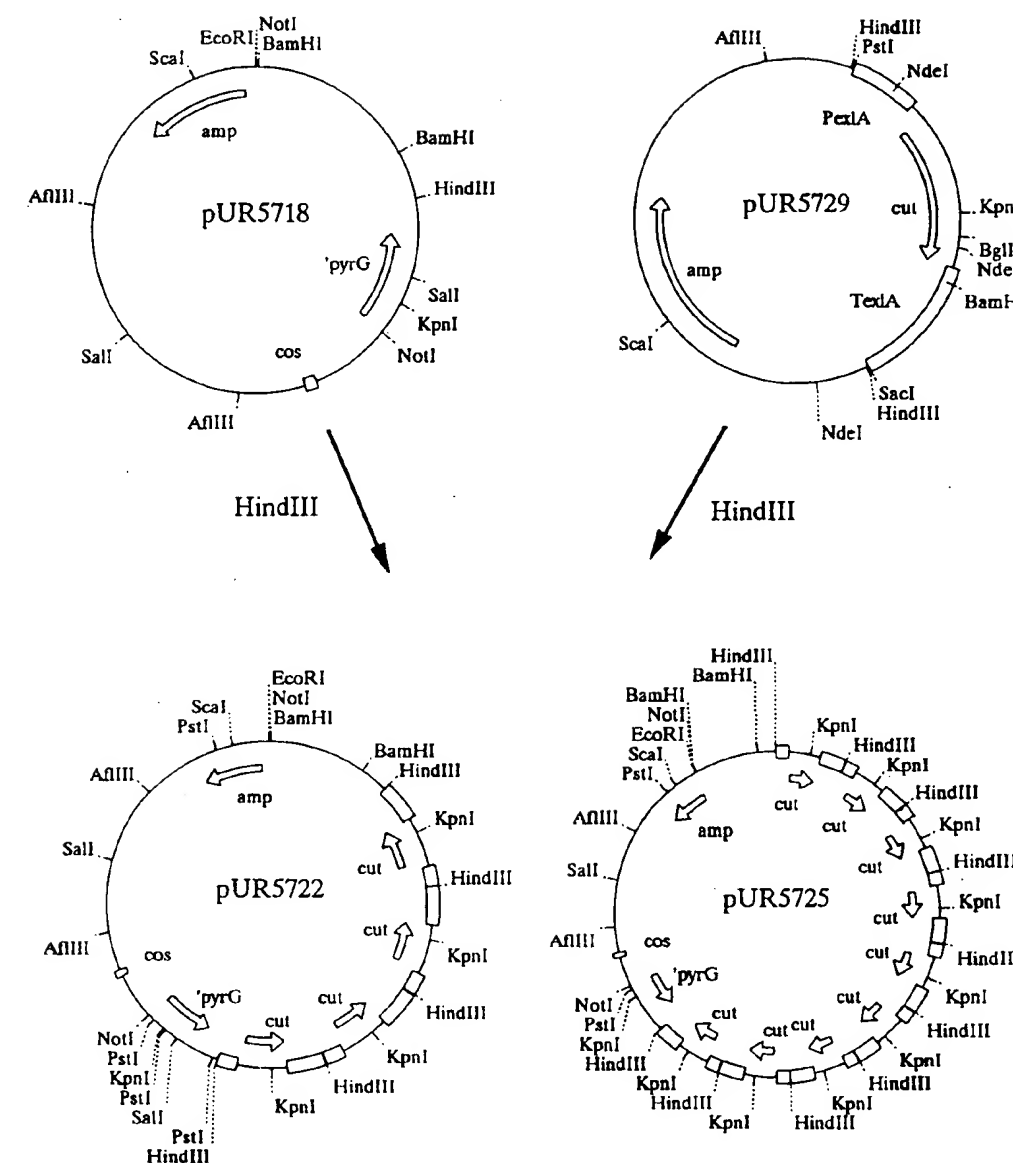 NotI
EcoRI
BamHI
ScaI
amp
BamHI
HindIII
AflIII
pUR5718
'pyrG
SalI
KpnI
NotI
SalI
cos
AflIII
HindIII
AflIII
HindIII
PstI
NdeI
PexlA
cut
Kpn
pUR5729
BglI
Nde
amp
TexlA
BamH
ScaI
SacI
HindIII
NdeI
HindIII
EcoRI
NotI
BamHI
ScaI
PstI
BamHI
HindIII
AflIII
amp
KpnI
SalI
cut
HindIII
pUR5722
cut
KpnI
AflIII
cos
'pyrG
cut
HindIII
cut
NotI
PstI
KpnI
PstI
SalI
KpnI
HindIII
KpnI
PstI
HindIII
HindIII
BamHI
BamHI
NotI
EcoRI
ScaI
PstI
KpnI
HindIII
KpnI
HindIII
AflIII
amp
cut
cut
KpnI
SalI
cut
HindIII
pUR5725
KpnI
cut
AflIII
cos
cut
HindIII
'pyrG
cut
KpnI
NotI
PstI
KpnI
HindIII
cut
cut
cut
HindIII
KpnI
HindIII
KpnI
HindIII
KpnI
KpnI
HindIII